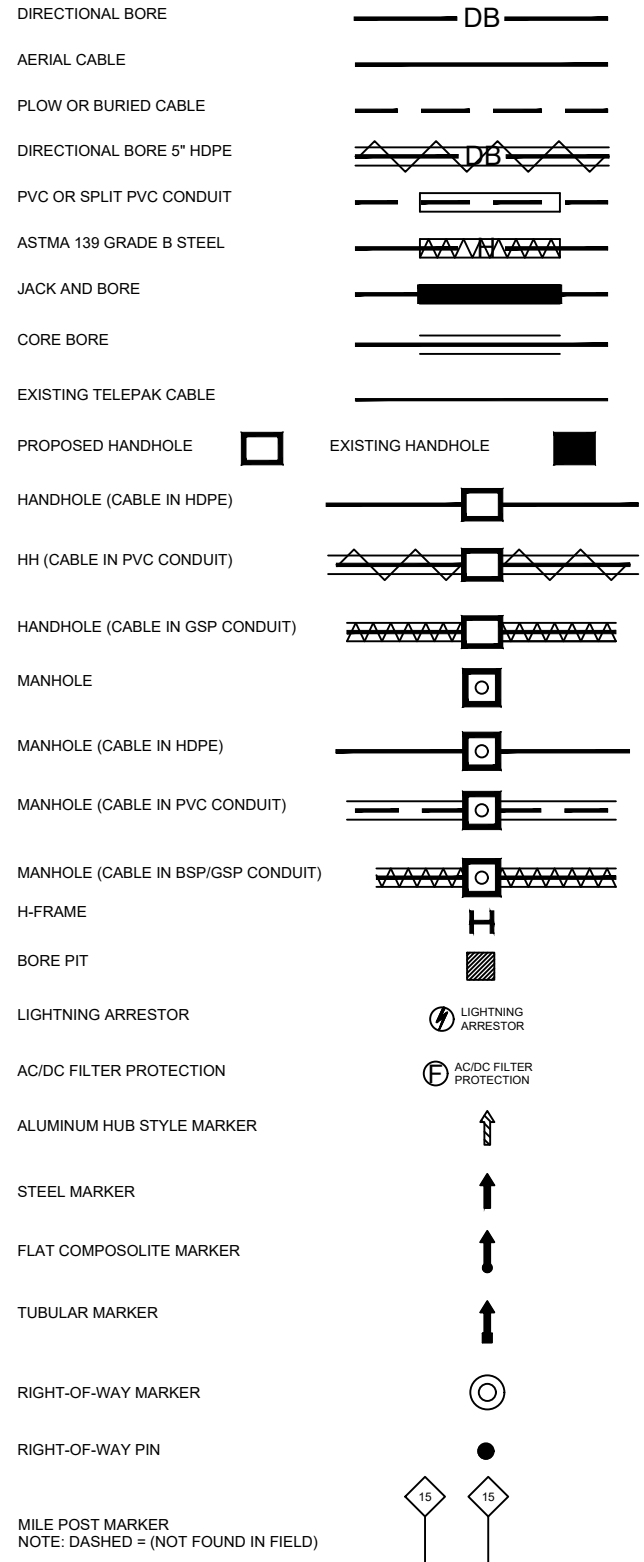 DIRECTIONAL BORE DB
AERIAL CABLE
PLOW OR BURIED CABLE
DIRECTIONAL BORE 5" HDPE DB
PVC OR SPLIT PVC CONDUIT
ASTMA 139 GRADE B STEEL H
JACK AND BORE
CORE BORE
EXISTING TELEPAK CABLE
PROPOSED HANDHOLE EXISTING HANDHOLE
HANDHOLE (CABLE IN HDPE)
HH (CABLE IN PVC CONDUIT)
HANDHOLE (CABLE IN GSP CONDUIT)
MANHOLE
MANHOLE (CABLE IN HDPE)
MANHOLE (CABLE IN PVC CONDUIT)
MANHOLE (CABLE IN BSP/GSP CONDUIT)
H-FRAME H
BORE PIT
LIGHTNING ARRESTOR LIGHTNING
ARRESTOR
AC/DC FILTER PROTECTION F AC/DC FILTER
PROTECTION
ALUMINUM HUB STYLE MARKER
STEEL MARKER
FLAT COMPOSOLITE MARKER
TUBULAR MARKER
RIGHT-OF-WAY MARKER
RIGHT-OF-WAY PIN
15 15
MILE POST MARKER
NOTE: DASHED = (NOT FOUND IN FIELD)